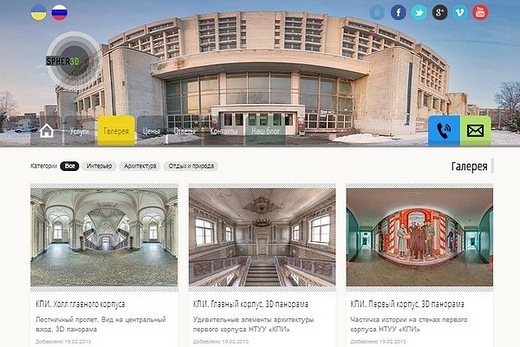 SPHER3D
Услуги
Галерея
Цены
Ответы
Контакты
Наш блог
Категории Все Интерьер Архитектура Отдых и природа
Галерея
КПИ. Холл главного корпуса
Лестничный пролет. Вид на центральный
вход. 3D панорама
Добавлено 19.02.2013
КПИ. Главный корпус. 3D панорама
Удивительные элементы архитектуры
первого корпуса НТУУ «КПИ»
Добавлено 19.02.2013
КПИ. Первый корпус. 3D панорама
Частичка истории на стенах первого
корпуса НТУУ «КПИ»
Добавлено 19.02.2013